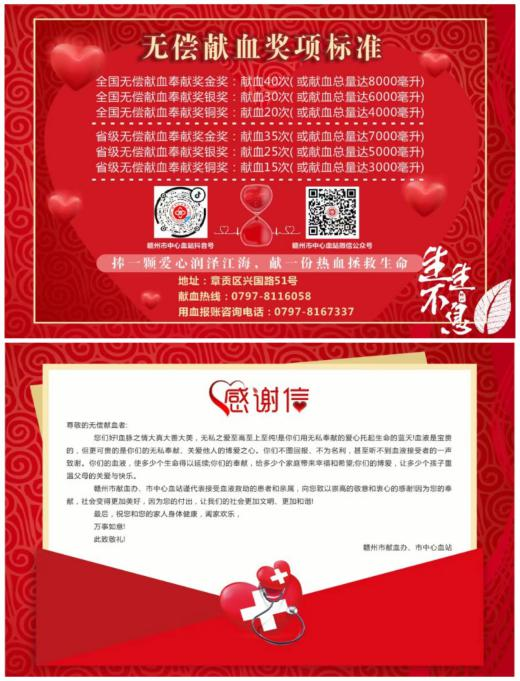 无偿献血奖项标准
全国无偿献血奉献奖金奖：献血40次(或献血总量达8000毫升)
全国无偿献血奉献奖银奖：献血30次(或献血总量达6000毫升)
全国无偿献血奉献奖铜奖：献血20次(或献血总量达4000毫升)
省级无偿献血奉献奖金奖：献血35次(或献血总量达7000毫升)
省级无偿献血奉献奖银奖：献血25次(或献血总量达5000毫升)
省级无偿献血奉献奖铜奖：献血15次(或献血总量达3000毫升)
赣州市中心血站抖音号
赣州市中心血站微信公众号
捧一颗爱心润泽江海、献一份热血拯救生命
地址：章贡区兴国路51号
献血热线：0797-8116058
用血报账咨询电话：0797-8167337
生生
不息
感谢信
尊敬的无偿献血者:
您们好!血脉之情大真大善大美，无私之爱至高至上至纯!是你们用无私奉献的爱心托起生命的蓝天!血液是宝贵
的，但更可贵的是你们的无私奉献、关爱他人的博爱之心。你们不图回报、不为名利，甚至听不到血液接受者的一声
致谢。你们的血液，使多少个生命得以延续;你们的奉献，给多少个家庭带来幸福和希望;你们的博爱，让多少个孩子重
温父母的关爱与快乐。
赣州市献血办、市中心血站谨代表接受血液救助的患者和亲属，向您致以崇高的敬意和衷心的感谢!因为您的奉
献，社会变得更加美好，因为您的付出，让我们的社会更加文明、更加和谐!
最后，祝您和您的家人身体健康，阖家欢乐，
万事如意!
此致敬礼!
赣州市献血办、市中心血站